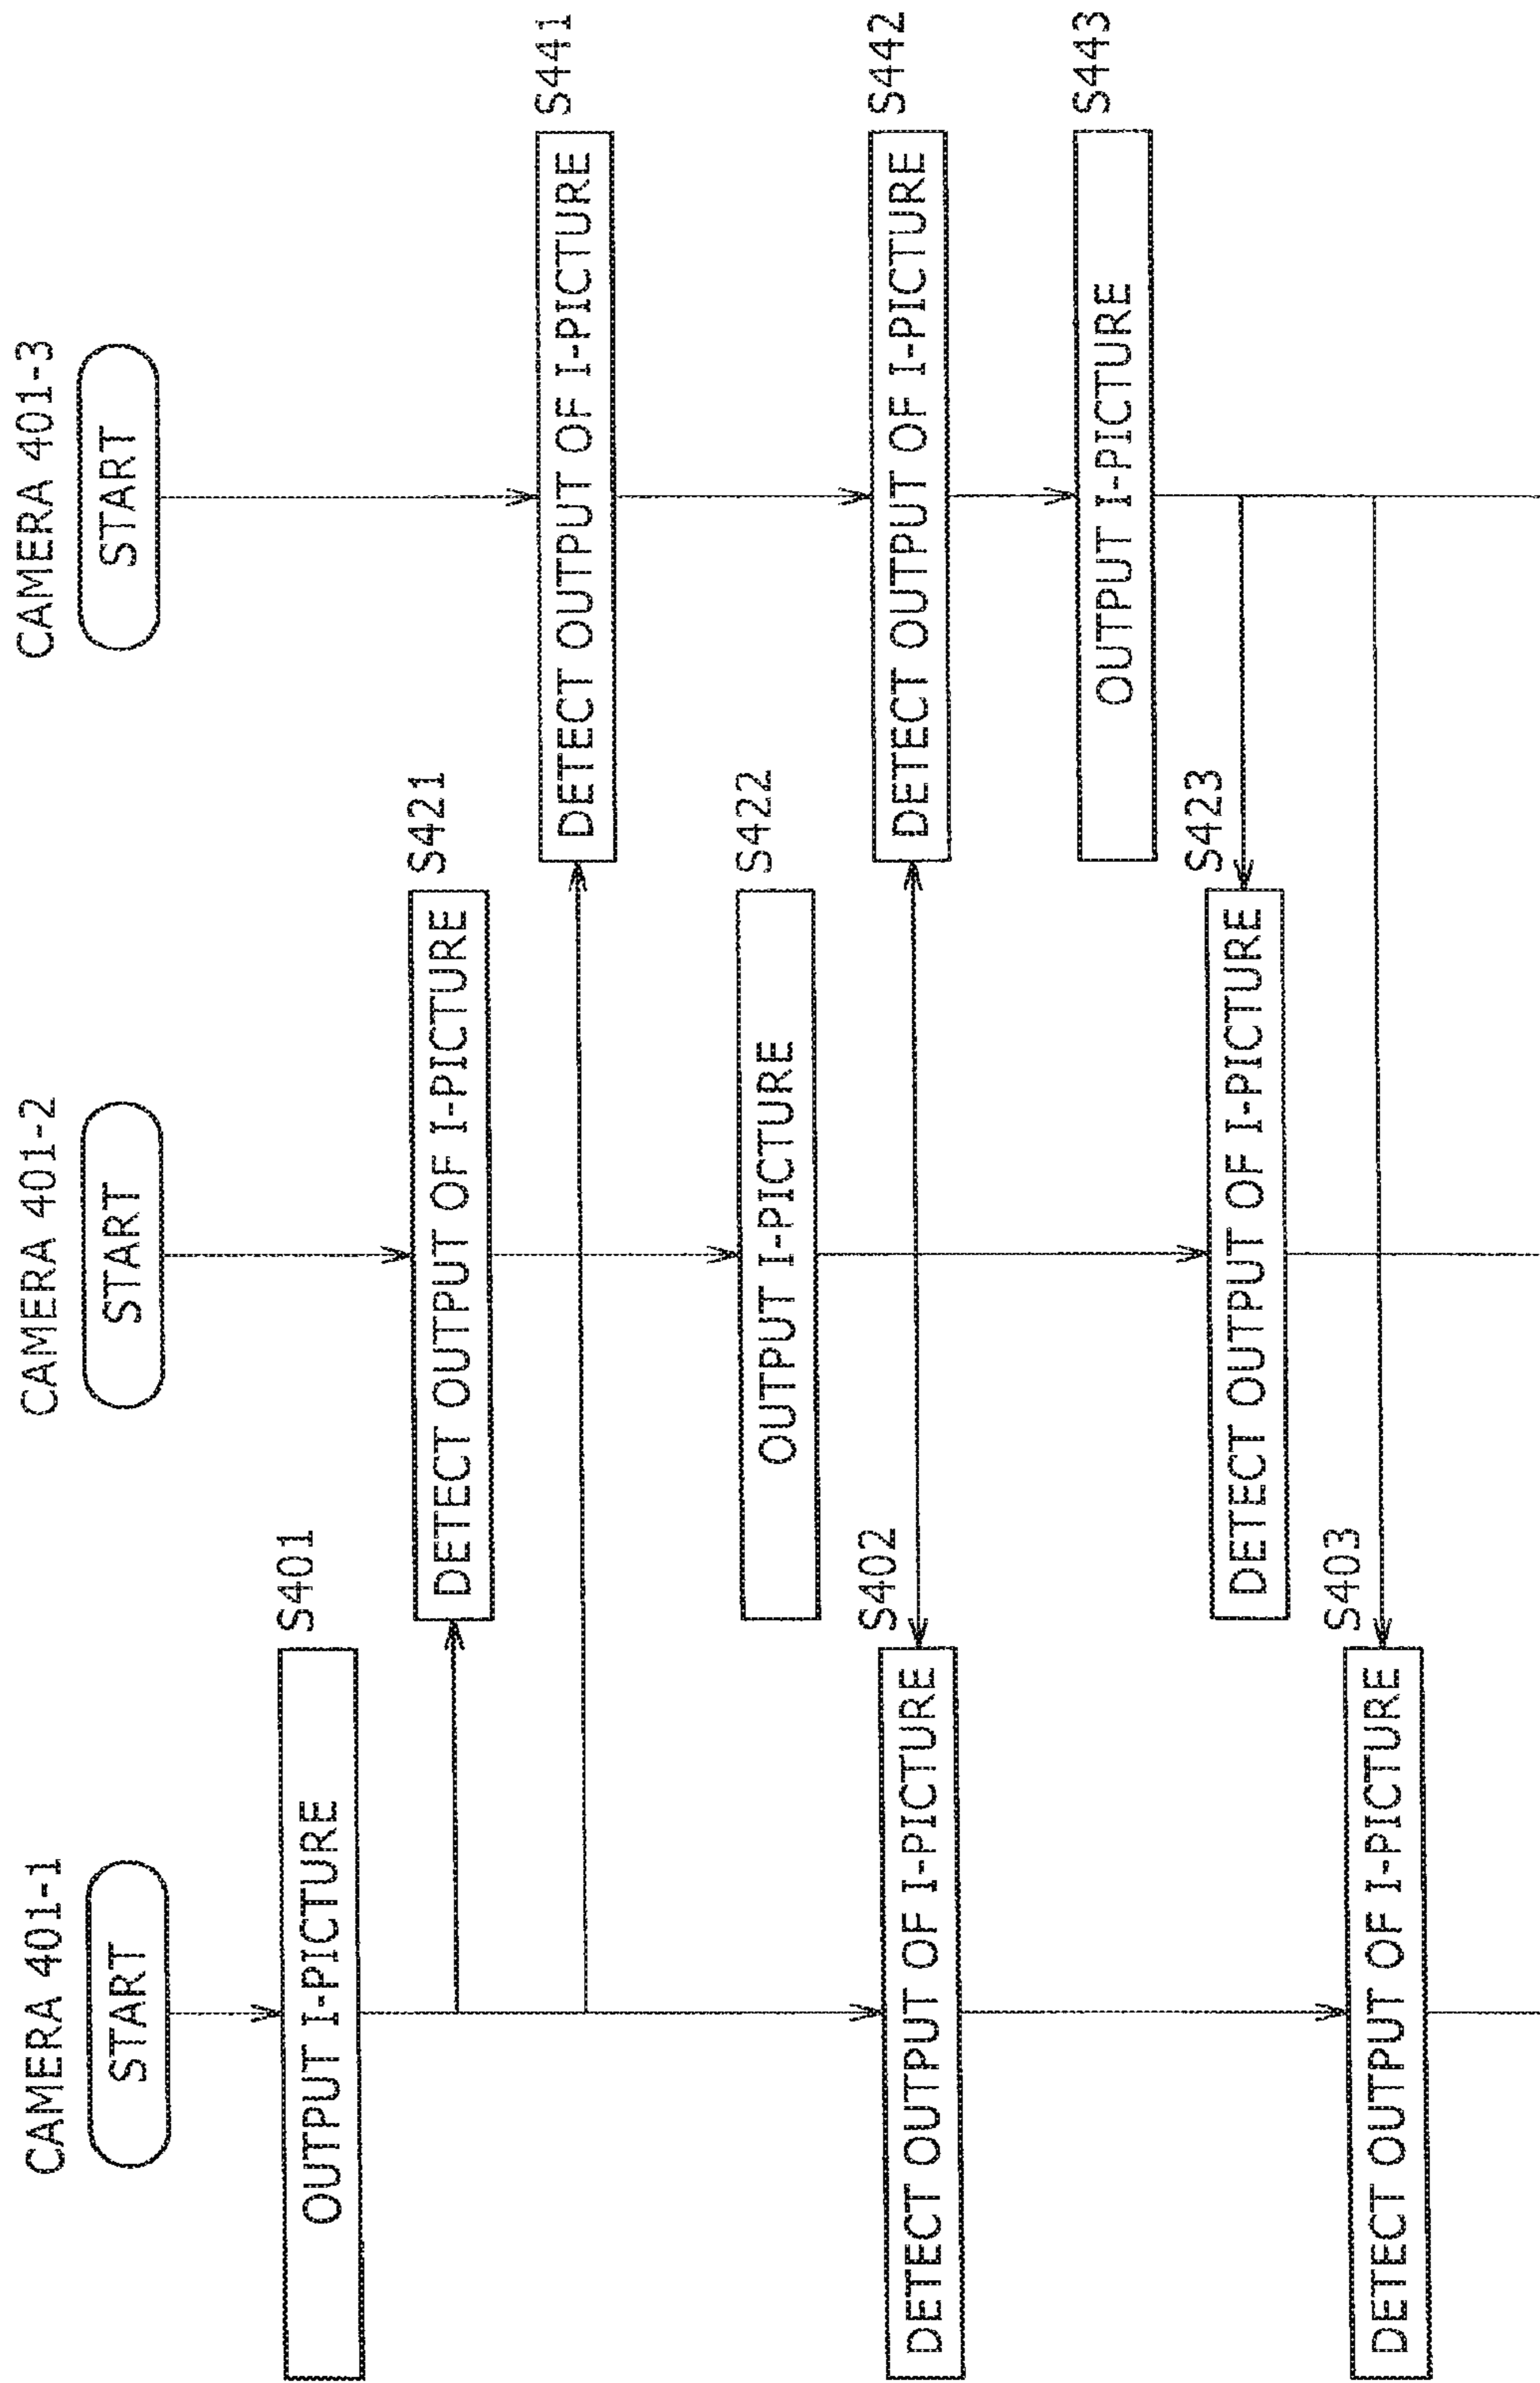 CAMERA 401-1
CAMERA 401-2
CAMERA 401-3
START
START
START
S401
OUTPUT I-PICTURE
S421
DETECT OUTPUT OF I-PICTURE
S441
DETECT OUTPUT OF I-PICTURE
S422
OUTPUT I-PICTURE
S402
DETECT OUTPUT OF I-PICTURE
S442
DETECT OUTPUT OF I-PICTURE
S443
OUTPUT I-PICTURE
S423
DETECT OUTPUT OF I-PICTURE
S403
DETECT OUTPUT OF I-PICTURE